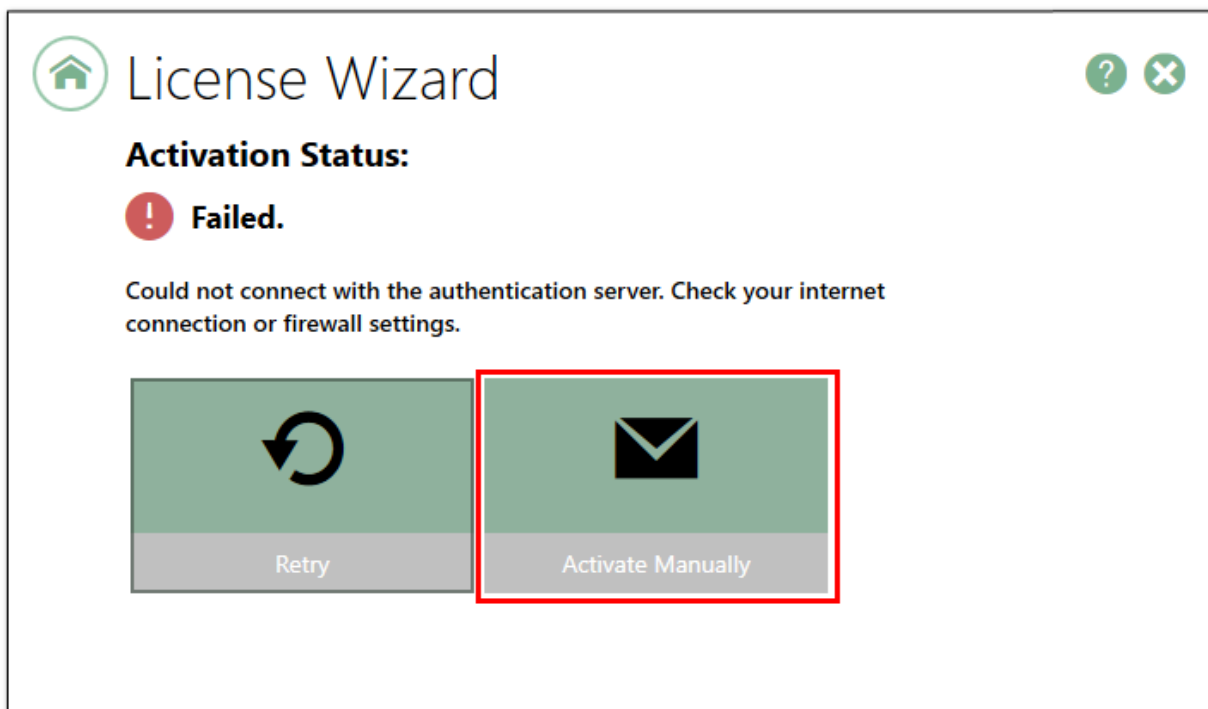 License Wizard
Activation Status:
Failed.
Could not connect with the authentication server. Check your internet
connection or firewall settings.
Retry
Activate Manually